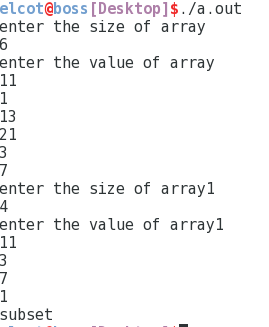 elcot@boss[Desktop]$./a.out
enter the size of array
6
enter the value of array
11
1
13
21
3
7
enter the size of array1
4
enter the value of array1
11
3
7
1
subset